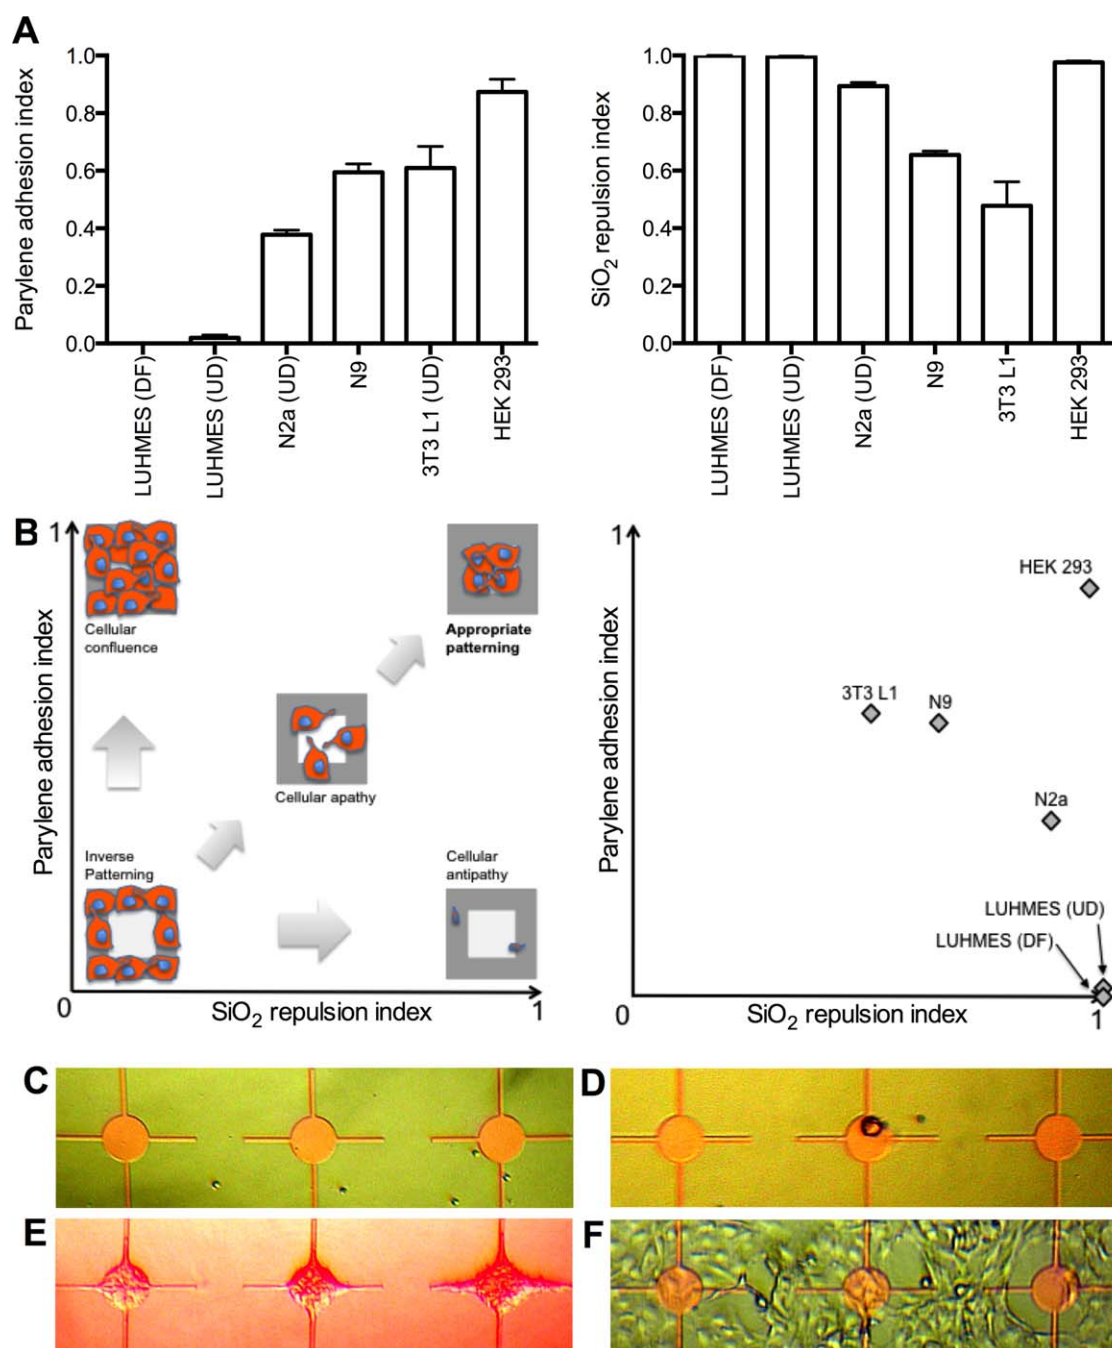 A
Parylene adhesion index
1.0
0.8
0.6
0.4
0.2
0.0
LUHMES (DF)
LUHMES (UD)
N2a (UD)
N9
3T3 L1 (UD)
HEK 293
SiO2 repulsion index
1.0
0.8
0.6
0.4
0.2
0.0
LUHMES (DF)
LUHMES (UD)
N2a (UD)
N9
3T3 L1
HEK 293
B
1
Parylene adhesion index
Cellular
confluence
Appropriate
patterning
Cellular apathy
Inverse
Patterning
Cellular
antipathy
0
SiO2 repulsion index
1
1
Parylene adhesion index
HEK 293
3T3 L1
N9
N2a
LUHMES (UD)
LUHMES (DF)
0
SiO2 repulsion index
1
C
D
E
F